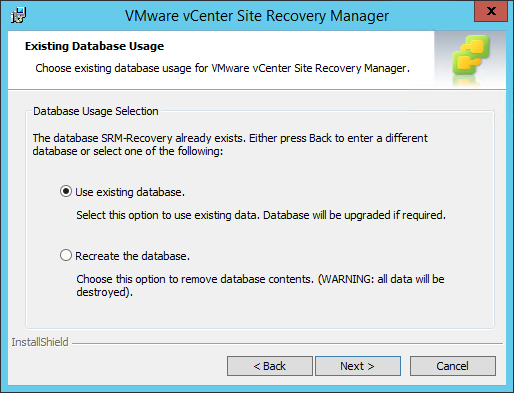 VMware vCenter Site Recovery Manager
x
Existing Database Usage
Choose existing database usage for VMware vCenter Site Recovery Manager.
Database Usage Selection
The database SRM-Recovery already exists. Either press Back to enter a different
database or select one of the following:
Use existing database.
Select this option to use existing data. Database will be upgraded if required.
Recreate the database.
Choose this option to remove database contents. (WARNING: all data will be
destroyed).
InstallShield
< Back
Next >
Cancel